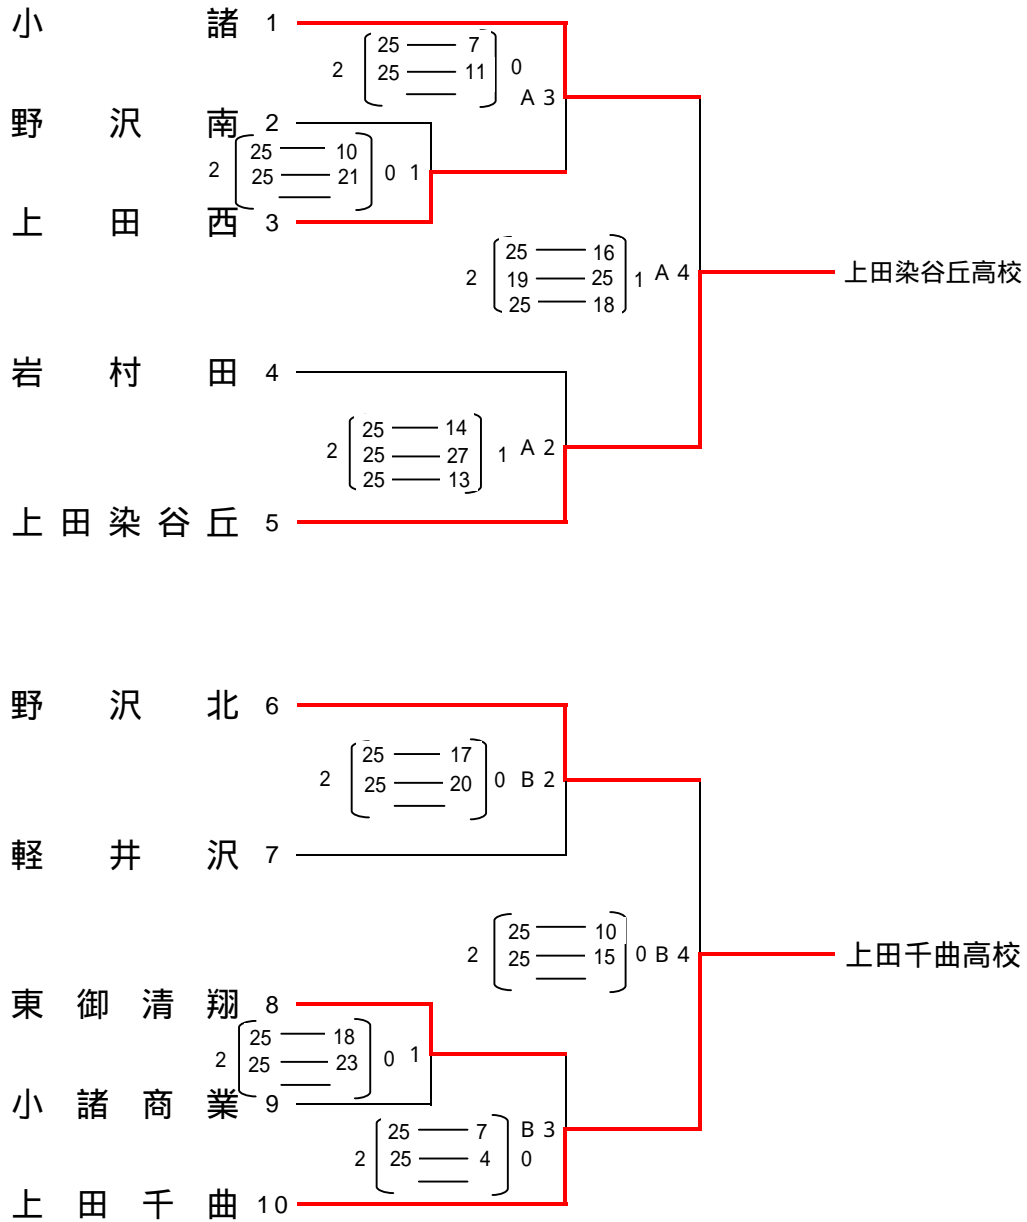 小諸 1
25 7
2 25 11 0
A 3
野沢南 2
25 10
2 25 21 0 1
上田西 3
25 16
2 19 25 1 A 4
25 18
上田染谷丘高校
岩村田 4
25 14
2 25 27 1 A 2
25 13
上田染谷丘 5
野沢北 6
25 17
2 25 20 0 B 2
軽井沢 7
25 10
2 25 15 0 B 4
上田千曲高校
東御清翔 8
25 18
2 25 23 0 1
小諸商業 9
25 7 B 3
2 25 4 0
上田千曲 10